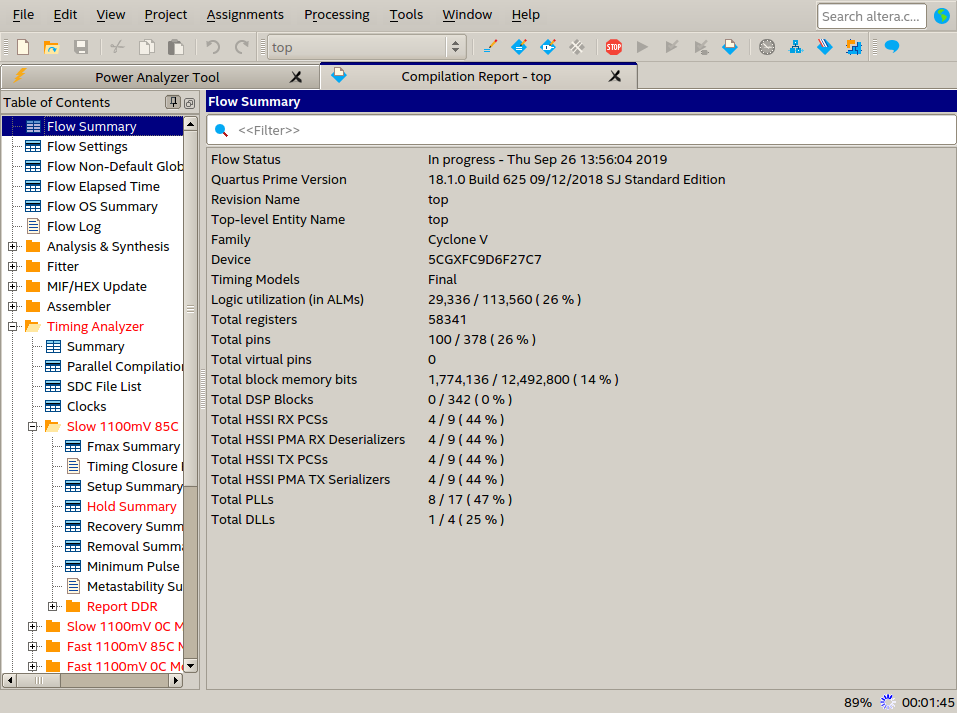 File Edit View Project Assignments Processing Tools Window Help Search altera.c...
top STOP
Power Analyzer Tool Compilation Report - top
Table of Contents
Flow Summary
Flow Settings
Flow Non-Default Glob
Flow Elapsed Time
Flow OS Summary
Flow Log
Analysis & Synthesis
Fitter
MIF/HEX Update
Assembler
Timing Analyzer
Summary
Parallel Compilation
SDC File List
Clocks
Slow 1100mV 85C
Fmax Summary
Timing Closure
Setup Summary
Hold Summary
Recovery Summ
Removal Summa
Minimum Pulse
Metastability Su
Report DDR
Slow 1100mV 0C M
Fast 1100mV 85C M
Fast 1100mV 0C Mo
Flow Summary
<<Filter>>
Flow Status In progress - Thu Sep 26 13:56:04 2019
Quartus Prime Version 18.1.0 Build 625 09/12/2018 SJ Standard Edition
Revision Name top
Top-level Entity Name top
Family Cyclone V
Device 5CGXFC9D6F27C7
Timing Models Final
Logic utilization (in ALMs) 29,336 / 113,560 ( 26 % )
Total registers 58341
Total pins 100 / 378 ( 26 % )
Total virtual pins 0
Total block memory bits 1,774,136 / 12,492,800 ( 14 % )
Total DSP Blocks 0 / 342 ( 0 % )
Total HSSI RX PCSs 4 / 9 ( 44 % )
Total HSSI PMA RX Deserializers 4 / 9 ( 44 % )
Total HSSI TX PCSs 4 / 9 ( 44 % )
Total HSSI PMA TX Serializers 4 / 9 ( 44 % )
Total PLLs 8 / 17 ( 47 % )
Total DLLs 1 / 4 ( 25 % )
89% 00:01:45